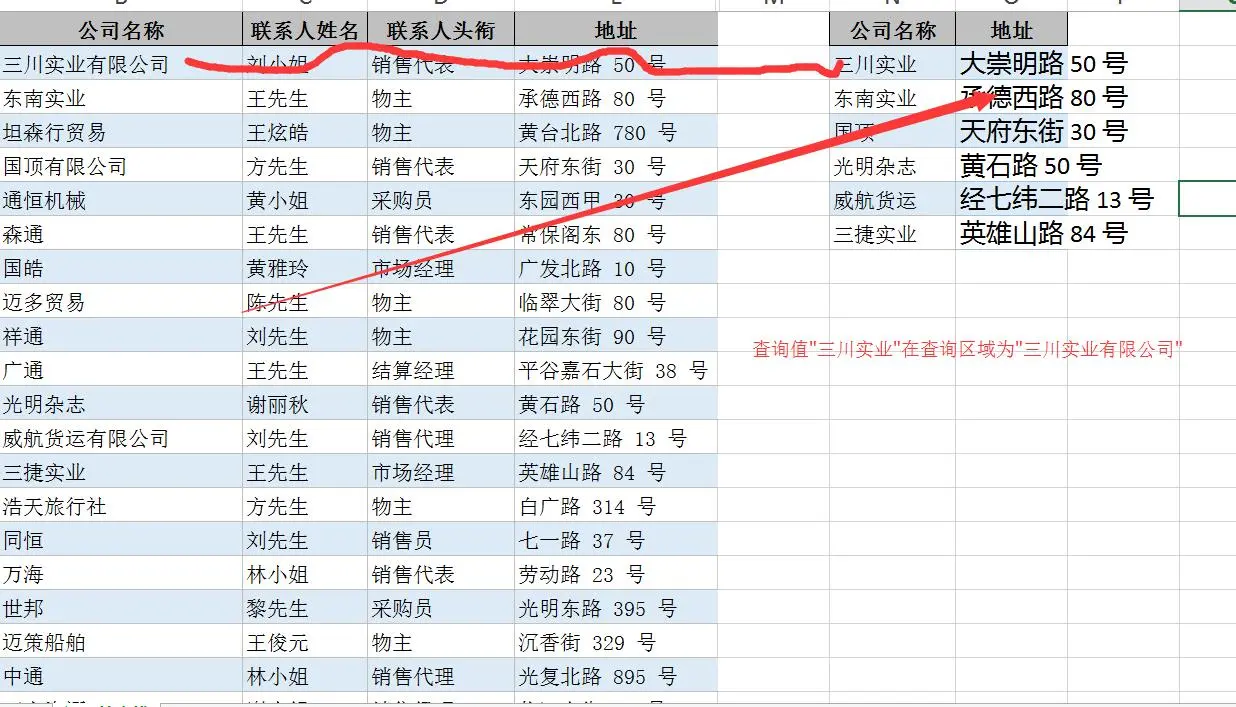 公司名称 联系人姓名 联系人头衔 地址 公司名称 地址
三川实业有限公司 刘小姐 销售代表 大崇明路 50 号 三川实业 大崇明路 50 号
东南实业 王先生 物主 承德西路 80 号 东南实业 承德西路 80 号
坦森行贸易 王炫皓 物主 黄台北路 780 号 国顶 天府东街 30 号
国顶有限公司 方先生 销售代表 天府东街 30 号 光明杂志 黄石路 50 号
通恒机械 黄小姐 采购员 东园西甲 30 号 威航货运 经七纬二路 13 号
森通 王先生 销售代表 常保阁东 80 号 三捷实业 英雄山路 84 号
国皓 黄雅玲 市场经理 广发北路 10 号
迈多贸易 陈先生 物主 临翠大街 80 号
祥通 刘先生 物主 花园东街 90 号
查询值"三川实业"在查询区域为"三川实业有限公司"
广通 王先生 结算经理 平谷嘉石大街 38 号
光明杂志 谢丽秋 销售代表 黄石路 50 号
威航货运有限公司 刘先生 销售代理 经七纬二路 13 号
三捷实业 王先生 市场经理 英雄山路 84 号
浩天旅行社 方先生 物主 白广路 314 号
同恒 刘先生 销售员 七一路 37 号
万海 林小姐 销售代表 劳动路 23 号
世邦 黎先生 采购员 光明东路 395 号
迈策船舶 王俊元 物主 沉香街 329 号
中通 林小姐 销售代理 光复北路 895 号